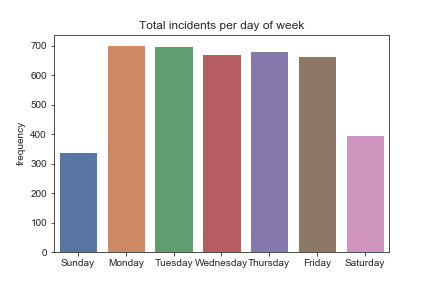 Total incidents per day of week
frequency
700
600
500
400
300
200
100
0
Sunday Monday Tuesday Wednesday Thursday Friday Saturday